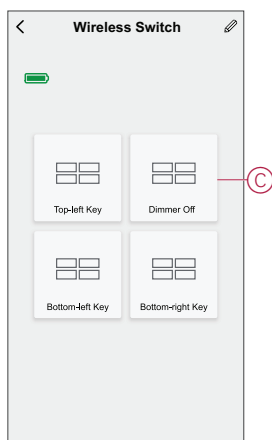 Wireless Switch
Top-left Key
Dimmer Off
C
Bottom-left Key
Bottom-right Key